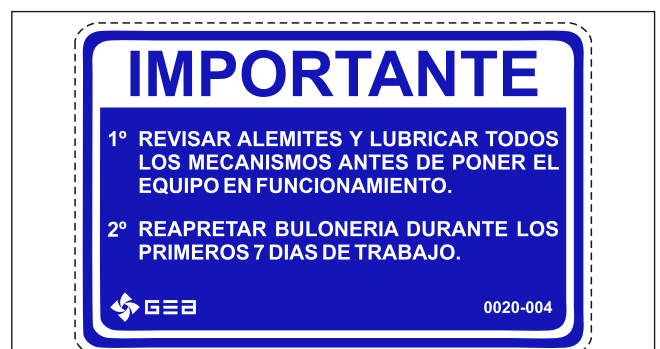 IMPORTANTE
1º REVISAR ALEMITES Y LUBRICAR TODOS
LOS MECANISMOS ANTES DE PONER EL
EQUIPO EN FUNCIONAMIENTO.
2º REAPRETAR BULONERIA DURANTE LOS
PRIMEROS 7 DIAS DE TRABAJO.
GEA 0020-004